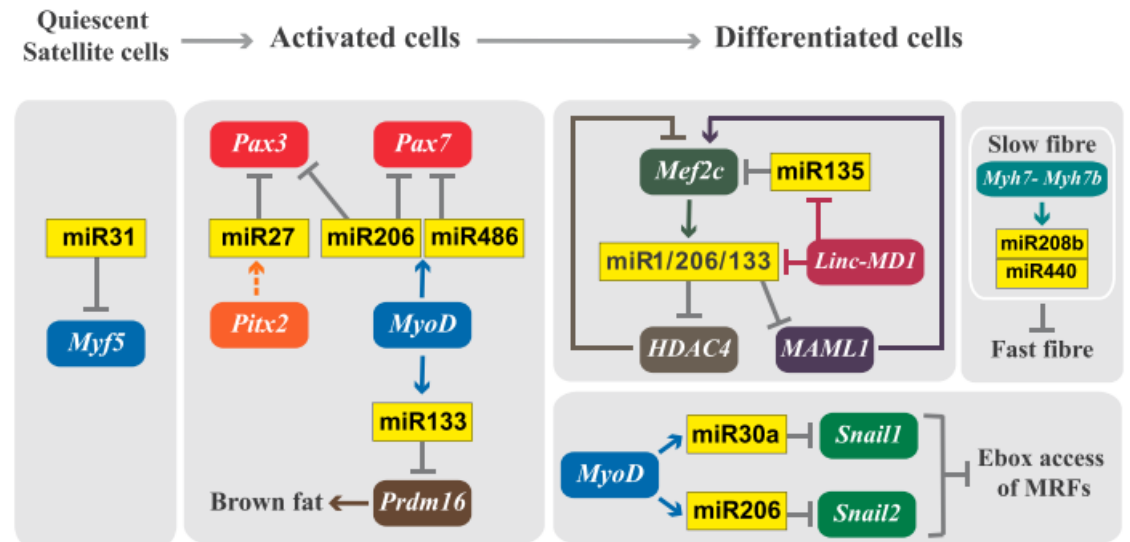 Quiescent
Satellite cells
Activated cells
Differentiated cells
miR31
Myf5
Pax3
Pax7
miR27
miR206
miR486
Pitx2
MyoD
miR133
Brown fat
Prdm16
Mef2c
miR135
miR1/206/133
Linc-MD1
HDAC4
MAML1
Slow fibre
Myh7- Myh7b
miR208b
miR440
Fast fibre
MyoD
miR30a
Snail1
miR206
Snail2
Ebox access
of MRFs